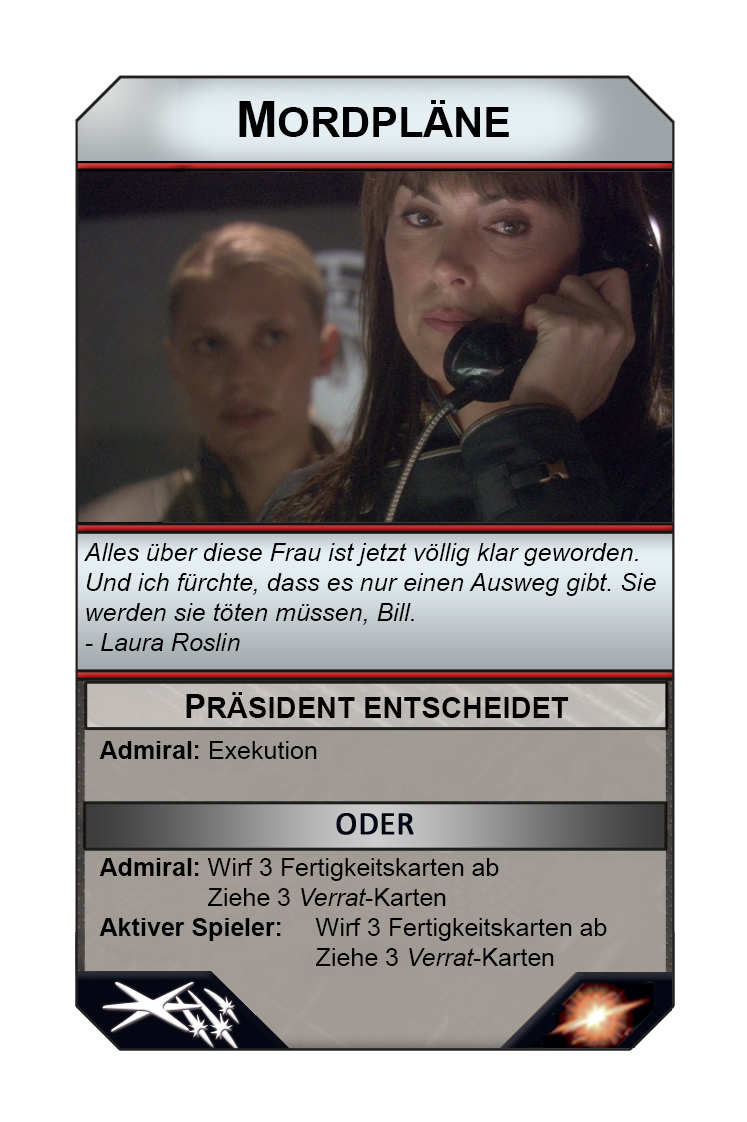 MORDPLÄNE
Alles über diese Frau ist jetzt völlig klar geworden.
Und ich fürchte, dass es nur einen Ausweg gibt. Sie
werden sie töten müssen, Bill.
- Laura Roslin
PRÄSIDENT ENTSCHEIDET
Admiral: Exekution
ODER
Admiral: Wirf 3 Fertigkeitskarten ab
Ziehe 3 Verrat-Karten
Aktiver Spieler: Wirf 3 Fertigkeitskarten ab
Ziehe 3 Verrat-Karten